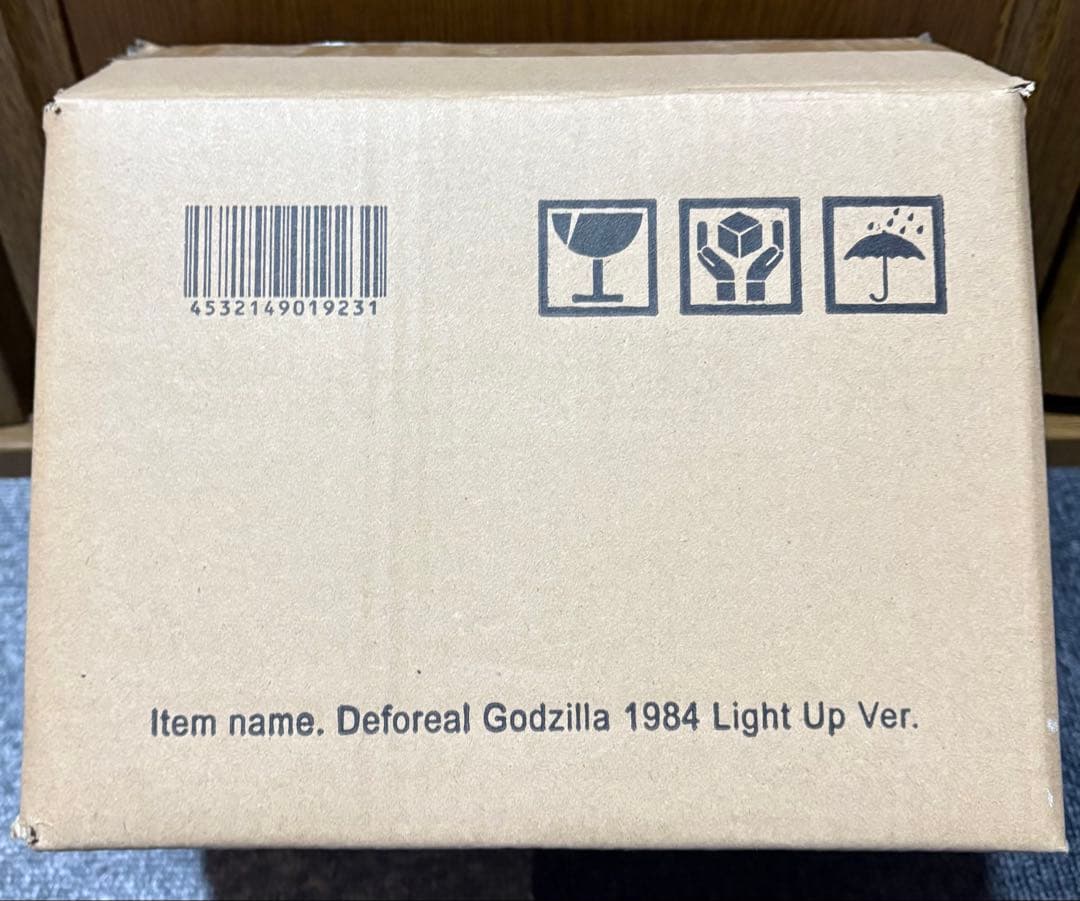 4532149019231
Item name. Deforeal Godzilla 1984 Light Up Ver.